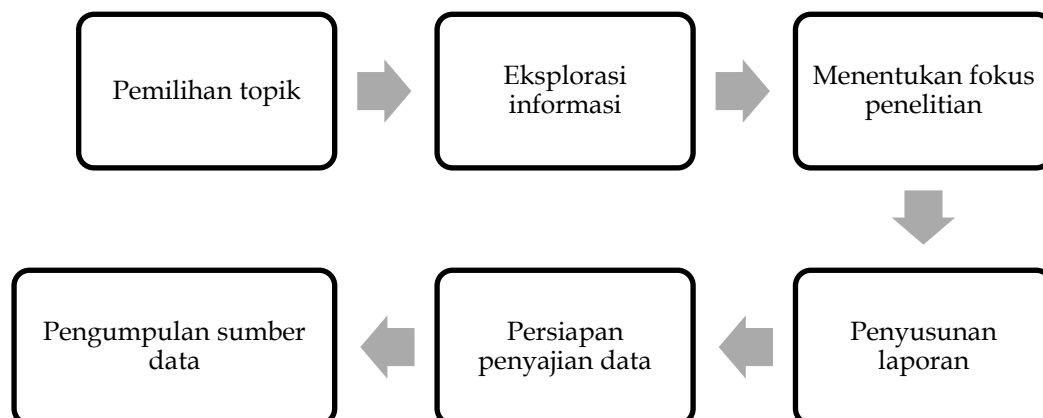 Pemilihan topik
Eksplorasi
informasi
Menentukan fokus
penelitian
Penyusunan
laporan
Persiapan
penyajian data
Pengumpulan sumber
data